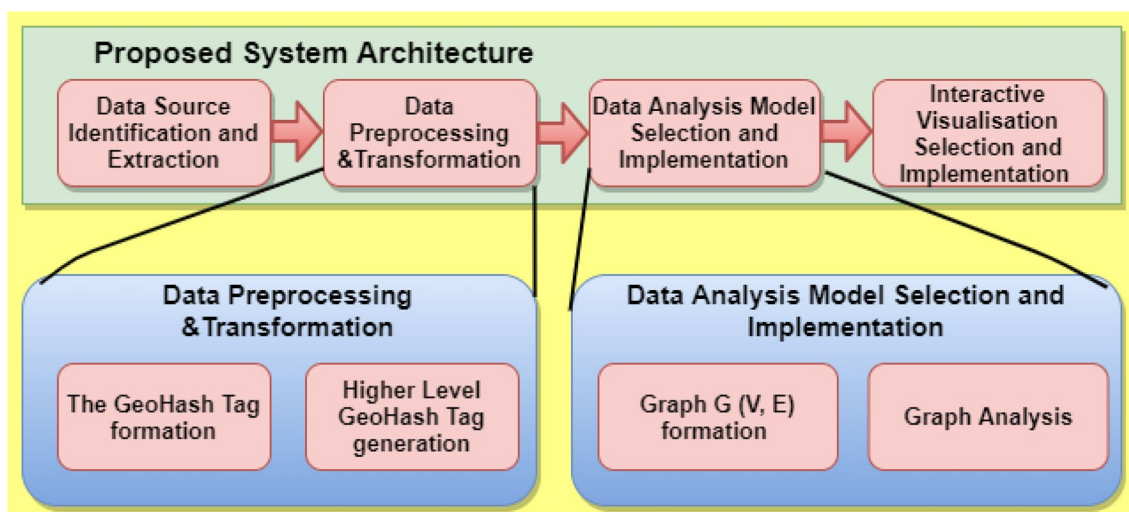 Proposed System Architecture
Data Source
Identification and
Extraction
Data
Preprocessing
&Transformation
Data Analysis Model
Selection and
Implementation
Interactive
Visualisation
Selection and
Implementation
Data Preprocessing
&Transformation
The GeoHash Tag
formation
Higher Level
GeoHash Tag
generation
Data Analysis Model Selection and
Implementation
Graph G (V, E)
formation
Graph Analysis